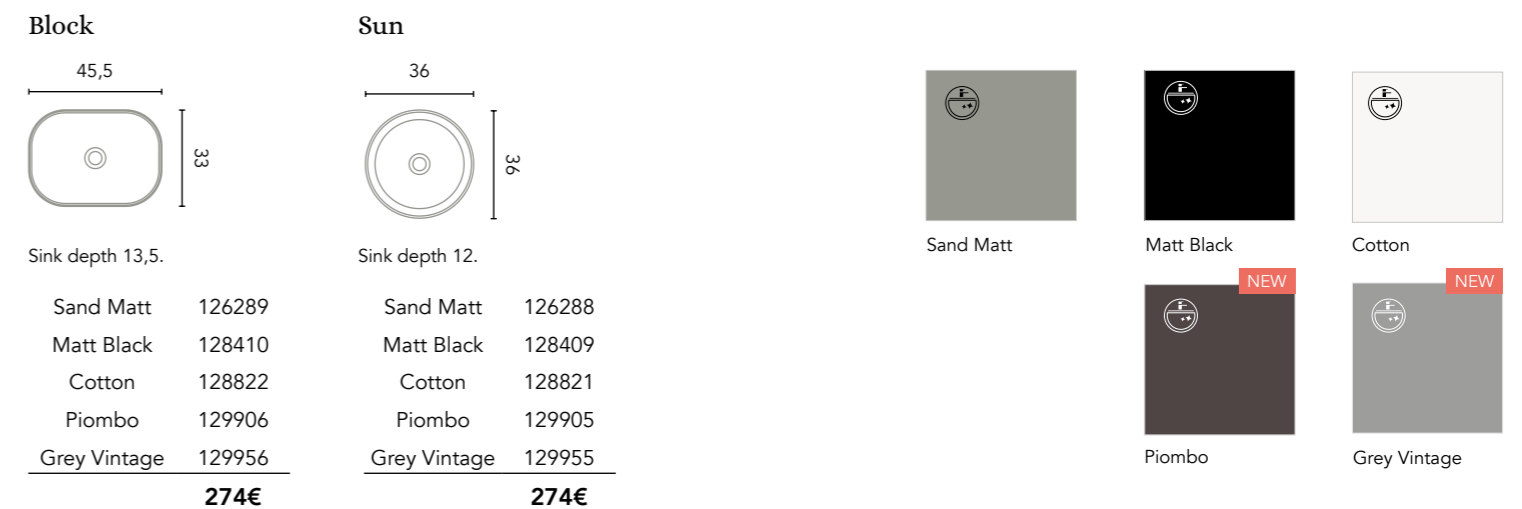 Block
45,5
33
Sink depth 13,5.
Sand Matt 126289
Matt Black 128410
Cotton 128822
Piombo 129906
Grey Vintage 129956
274€
Sun
36
36
Sink depth 12.
Sand Matt 126288
Matt Black 128409
Cotton 128821
Piombo 129905
Grey Vintage 129955
274€
Sand Matt
Matt Black
Cotton
NEW
Piombo
NEW
Grey Vintage